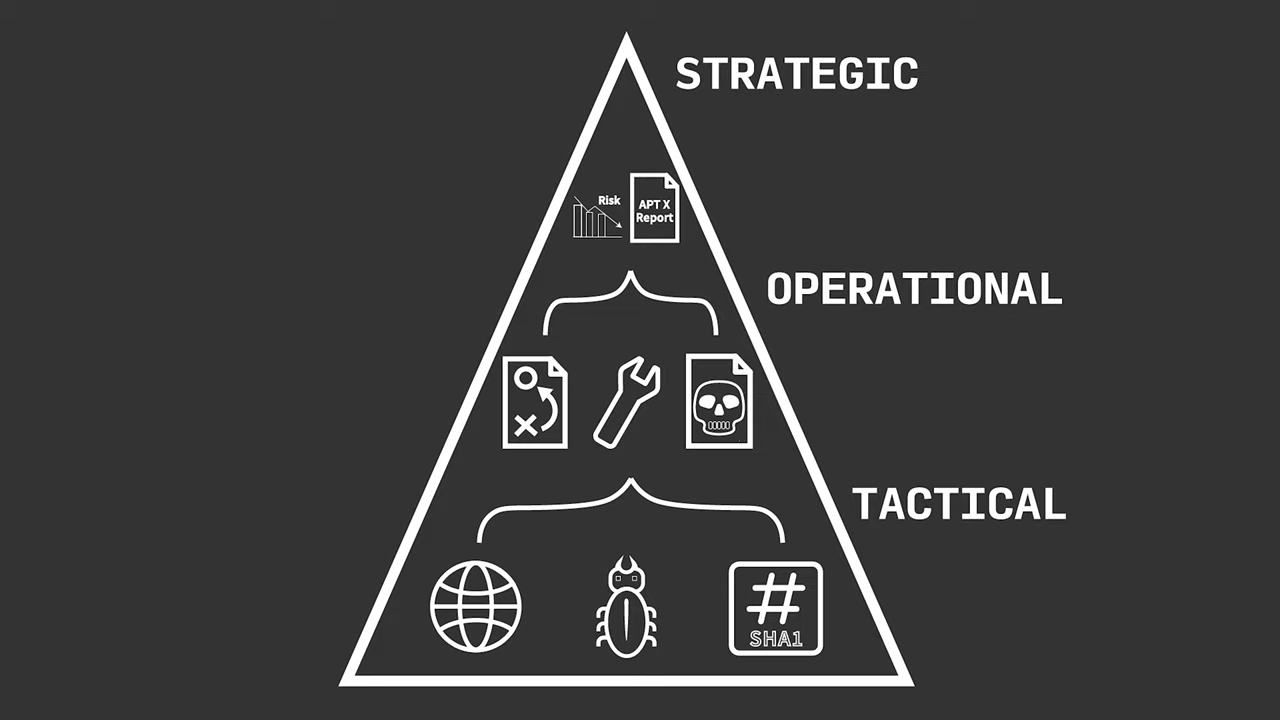 STRATEGIC
Risk
APT X
Report
OPERATIONAL
TACTICAL
#
SHA1